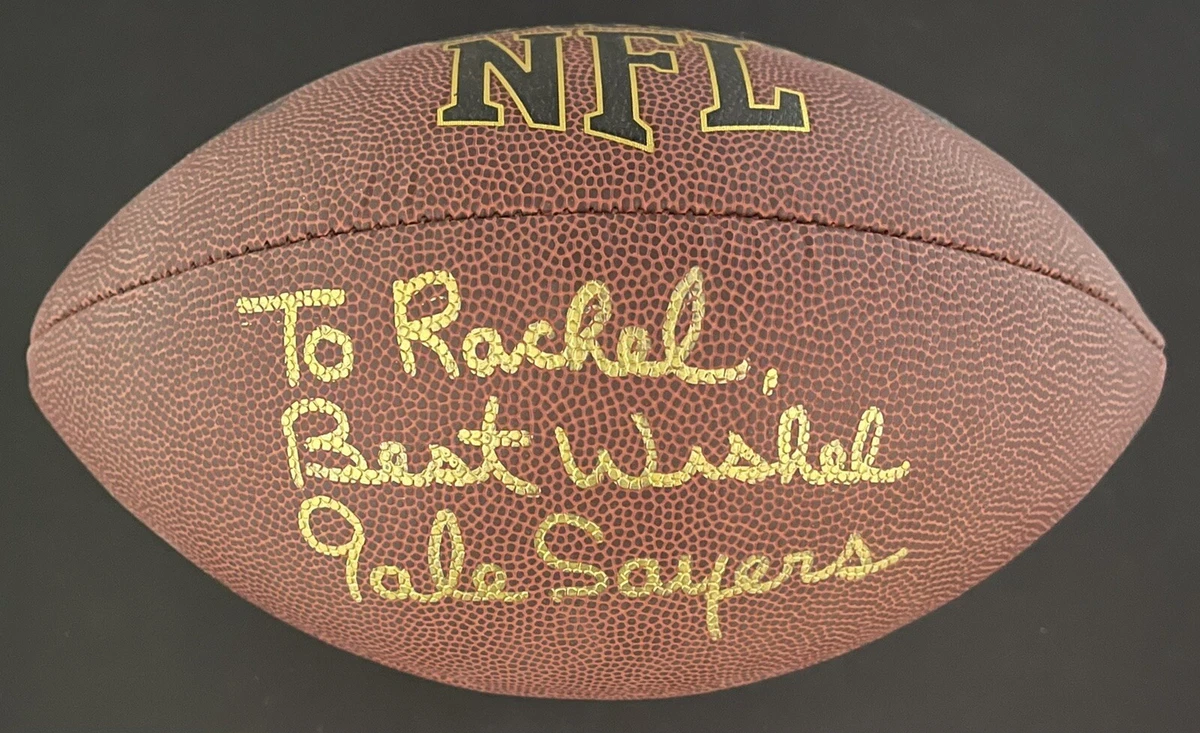 NFL
To Rachel,
Best Wishes
Gale Sayers